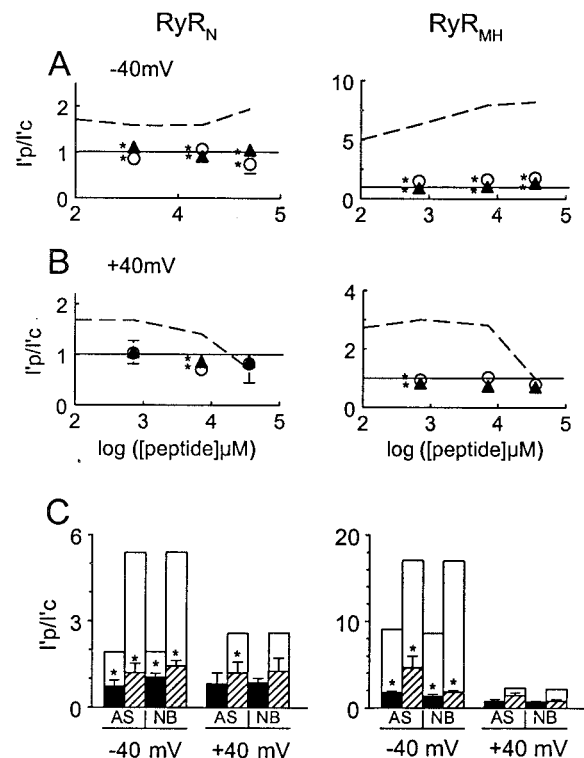 RyR_N RyR_MH
A -40mV
I'p/I'c
2
1
0
2 3 4 5
10
5
0
2 3 4 5
B +40mV
I'p/I'c
2
1
0
2 3 4 5
log ([peptide]µM)
4
2
0
2 3 4 5
log ([peptide]µM)
C
I'p/I'c
6
3
0
AS NB AS NB
-40 mV +40 mV
20
10
0
AS NB AS NB
-40 mV +40 mV